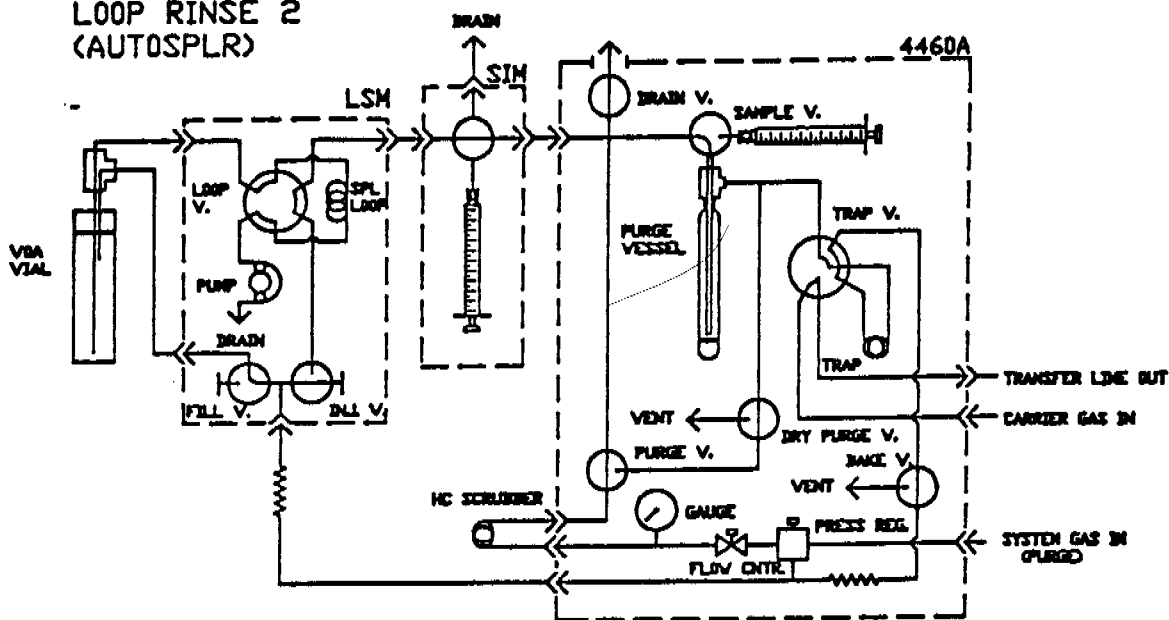 LOOP RINSE 2
(AUTOSPLR)
DRAIN
4460A
SIM
LSM
DRAIN V.
SAMPLE V.
LOOP
V.
SPL
LOOP
TRAP V.
PURGE
VESSEL
VOA
VIAL
PUMP
DRAIN
TRAP
TRANSFER LINE OUT
FILL V.
INJ. V.
VENT
CARRIER GAS IN
DRY PURGE V.
PURGE V.
BAKE V.
VENT
HC SCRUBBER
GAUGE
PRESS REG.
SYSTEM GAS IN
(PURGE)
FLOW CNTR.